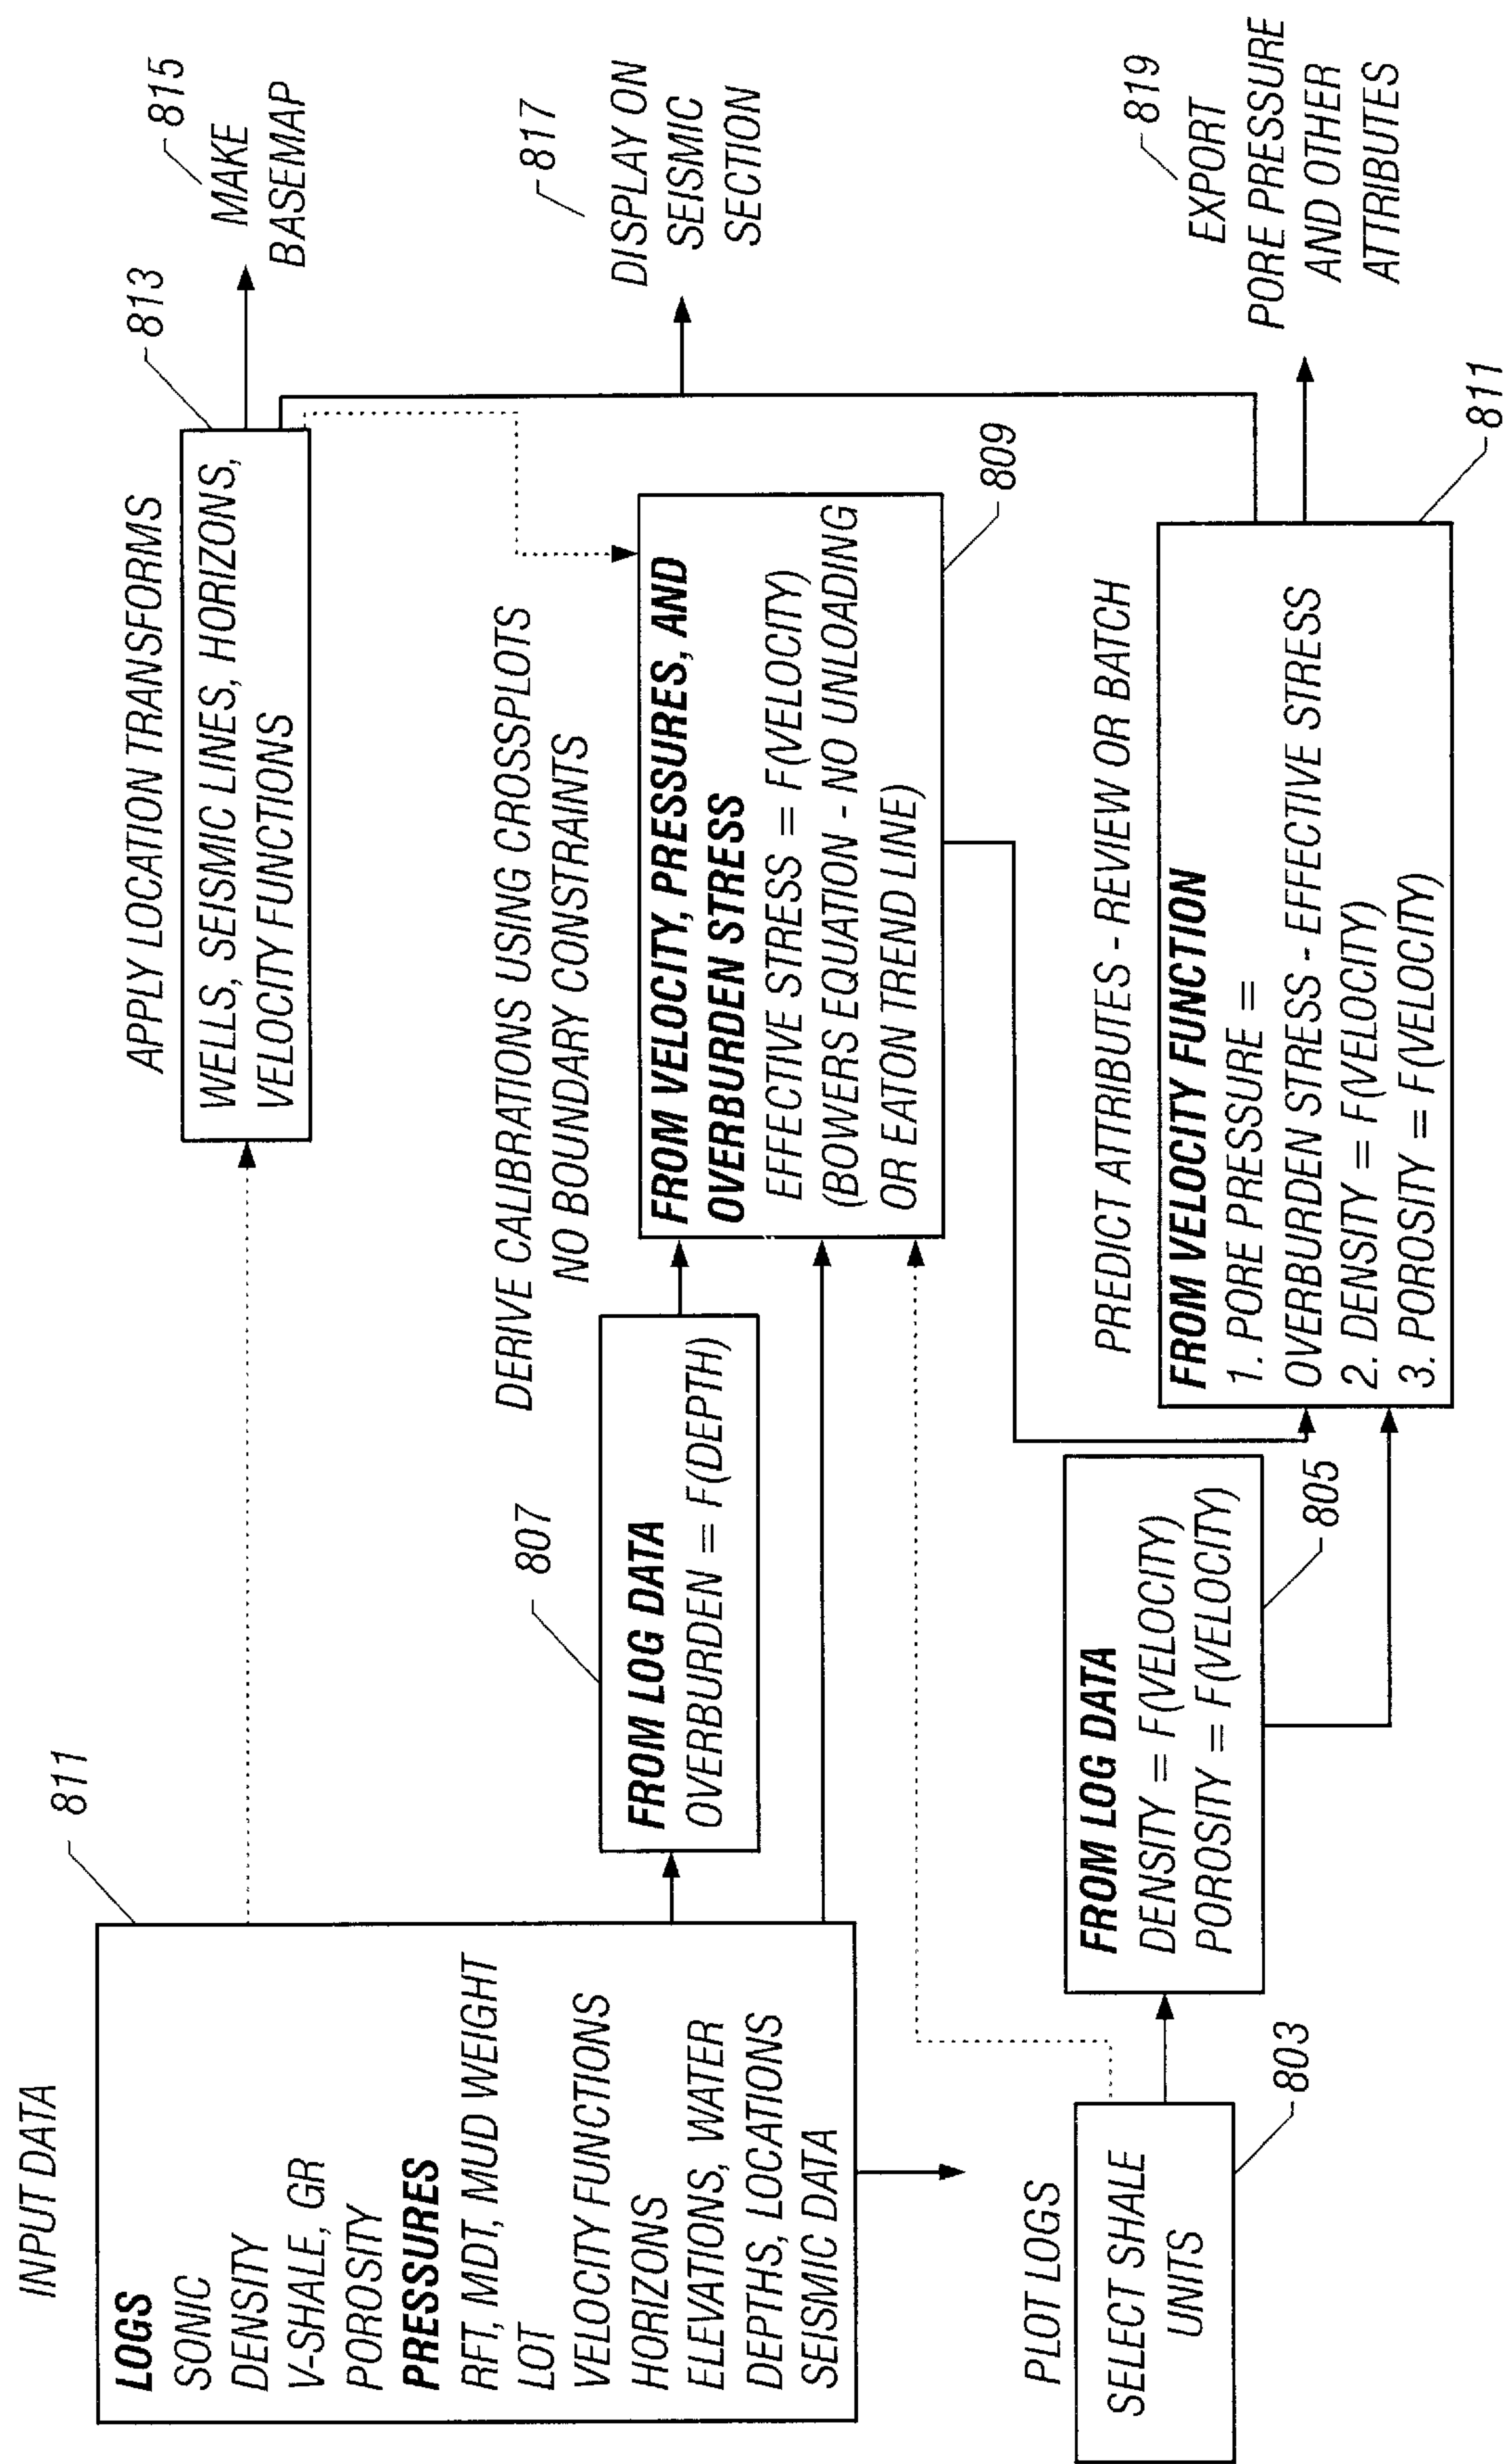 INPUT DATA
811
LOGS
SONIC
DENSITY
V-SHALE, GR
POROSITY
PRESSURES
RFT, MDT, MUD WEIGHT
LOT
VELOCITY FUNCTIONS
HORIZONS
ELEVATIONS, WATER
DEPTHS, LOCATIONS
SEISMIC DATA
PLOT LOGS
SELECT SHALE
UNITS
803
APPLY LOCATION TRANSFORMS
813
WELLS, SEISMIC LINES, HORIZONS,
VELOCITY FUNCTIONS
815
MAKE
BASEMAP
807
FROM LOG DATA
OVERBURDEN = F(DEPTH)
DERIVE CALIBRATIONS USING CROSSPLOTS
NO BOUNDARY CONSTRAINTS
FROM VELOCITY, PRESSURES, AND
OVERBURDEN STRESS
EFFECTIVE STRESS = F(VELOCITY)
(BOWERS EQUATION - NO UNLOADING
OR EATON TREND LINE)
809
817
DISPLAY ON
SEISMIC
SECTION
FROM LOG DATA
DENSITY = F(VELOCITY)
POROSITY = F(VELOCITY)
805
PREDICT ATTRIBUTES - REVIEW OR BATCH
FROM VELOCITY FUNCTION
1. PORE PRESSURE =
OVERBURDEN STRESS - EFFECTIVE STRESS
2. DENSITY = F(VELOCITY)
3. POROSITY = F(VELOCITY)
811
819
EXPORT
PORE PRESSURE
AND OTHER
ATTRIBUTES